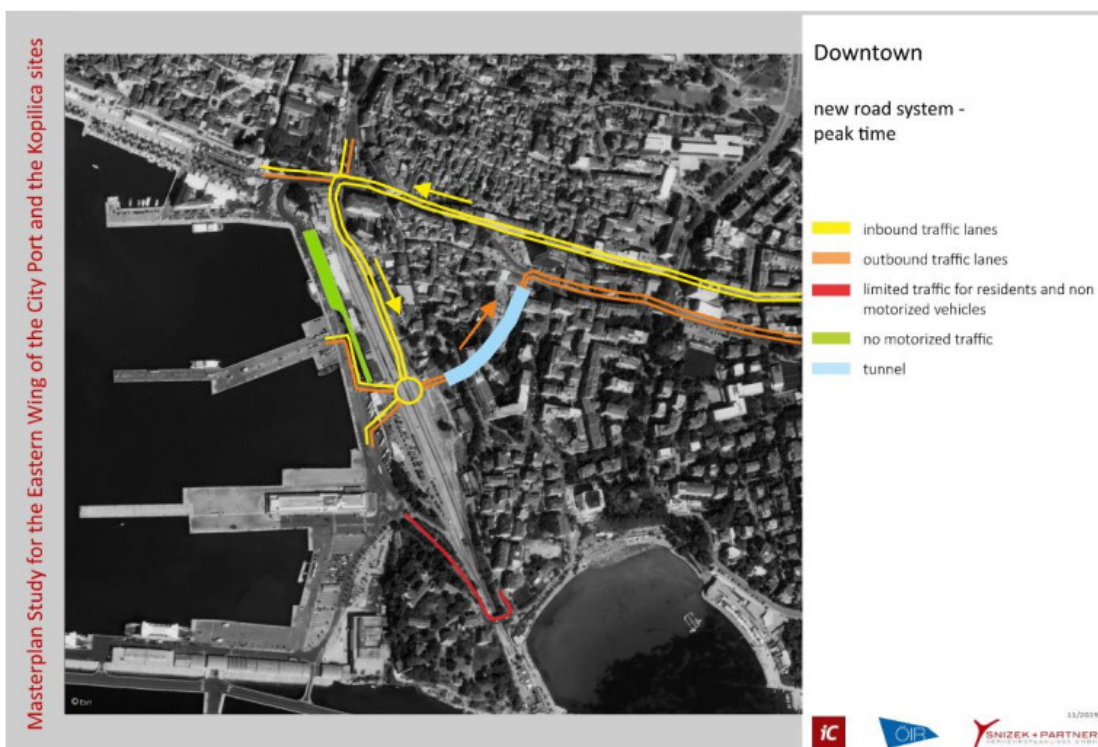 Masterplan Study for the Eastern Wing of the City Port and the Kopilica sites
Downtown
new road system -
peak time
inbound traffic lanes
outbound traffic lanes
limited traffic for residents and non
motorized vehicles
no motorized traffic
tunnel
© Esri
11/2019
iC
ÖIR
SNIZEK + PARTNER
VERKEHRSPLANUNGS GMBH